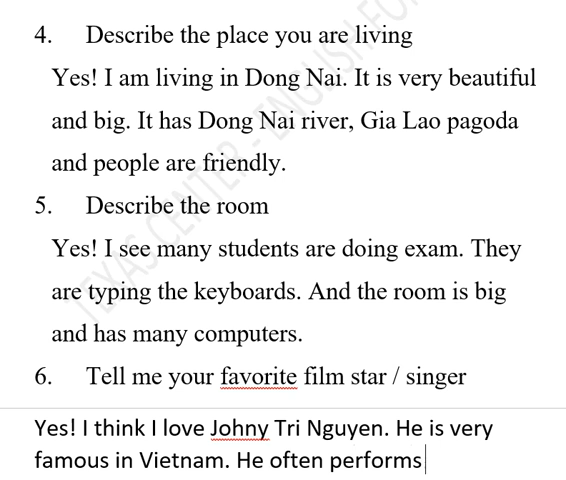 4. Describe the place you are living
Yes! I am living in Dong Nai. It is very beautiful
and big. It has Dong Nai river, Gia Lao pagoda
and people are friendly.
5. Describe the room
Yes! I see many students are doing exam. They
are typing the keyboards. And the room is big
and has many computers.
6. Tell me your favorite film star / singer
Yes! I think I love Johny Tri Nguyen. He is very
famous in Vietnam. He often performs
TEXAS CENTER - ENGLISH FO